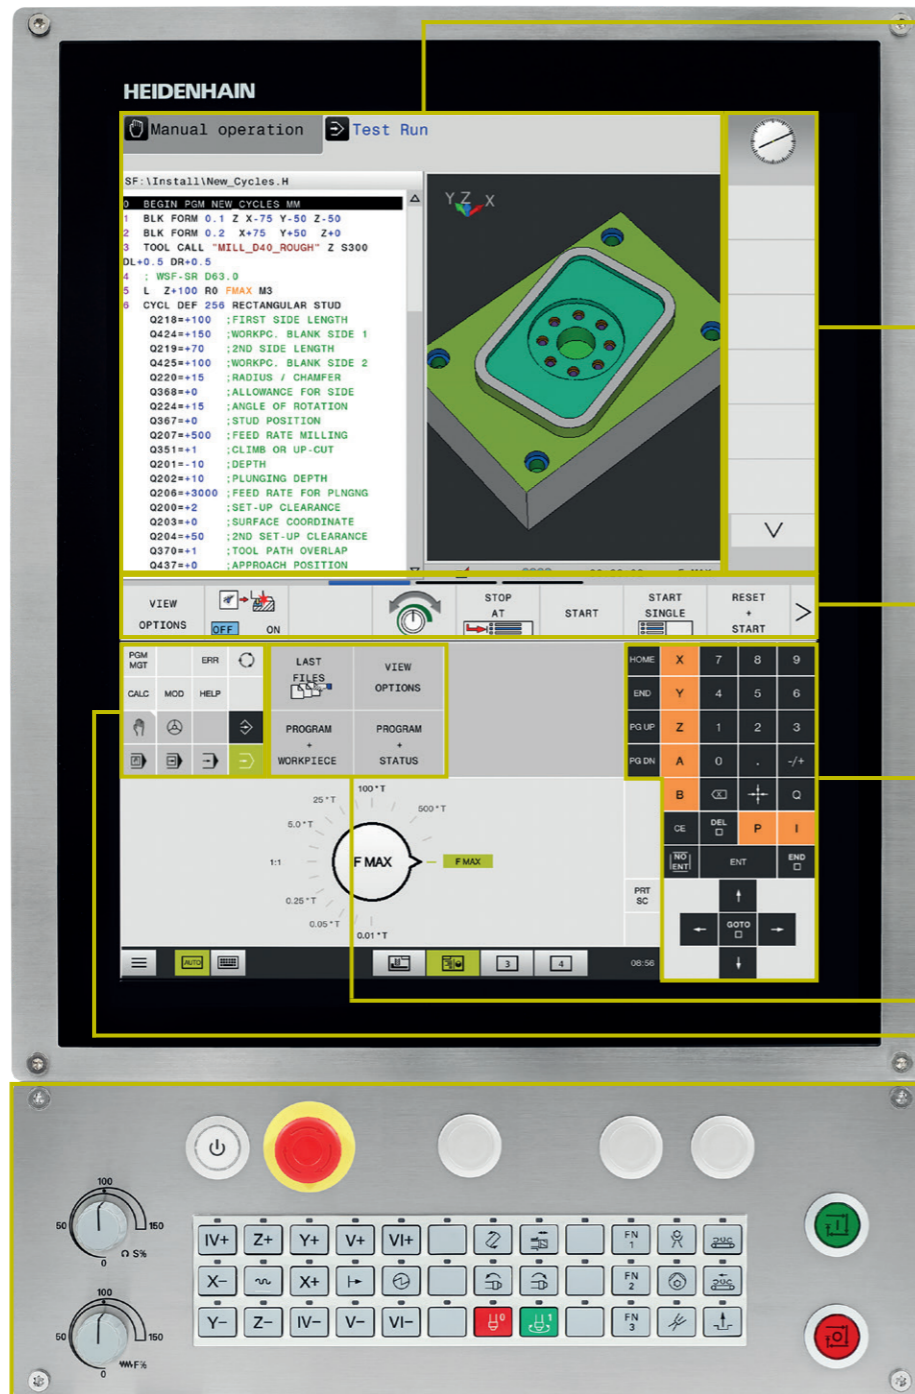 HEIDENHAIN
Manual operation
Test Run
SF:\Install\New_Cycles.H
0 BEGIN PGM NEW_CYCLES MM
1 BLK FORM 0.1 Z X-75 Y-50 Z-50
2 BLK FORM 0.2 X+75 Y+50 Z+0
3 TOOL CALL "MILL_D40_ROUGH" Z S300
DL+0.5 DR+0.5
4 ; WSF-SR D63.0
5 L Z+100 R0 FMAX M3
6 CYCL DEF 256 RECTANGULAR STUD
Q218=+100 ;FIRST SIDE LENGTH
Q424=+150 ;WORKPC. BLANK SIDE 1
Q219=+70 ;2ND SIDE LENGTH
Q425=+100 ;WORKPC. BLANK SIDE 2
Q220=+15 ;RADIUS / CHAMFER
Q368=+0 ;ALLOWANCE FOR SIDE
Q224=+15 ;ANGLE OF ROTATION
Q367=+0 ;STUD POSITION
Q207=+500 ;FEED RATE MILLING
Q351=+1 ;CLIMB OR UP-CUT
Q201=-10 ;DEPTH
Q202=+10 ;PLUNGING DEPTH
Q206=+3000 ;FEED RATE FOR PLNGNG
Q200=+2 ;SET-UP CLEARANCE
Q203=+0 ;SURFACE COORDINATE
Q204=+50 ;2ND SET-UP CLEARANCE
Q370=+1 ;TOOL PATH OVERLAP
Q437=+0 ;APPROACH POSITION
Y Z X
VIEW
OPTIONS
OFF ON
STOP
AT
START
START
SINGLE
RESET
+
START
PGM
MGT
ERR
CALC MOD HELP
LAST
FILES
VIEW
OPTIONS
PROGRAM
+
WORKPIECE
PROGRAM
+
STATUS
HOME X 7 8 9
END Y 4 5 6
PG UP Z 1 2 3
PG DN A 0 . -/+
B X Q
CE DEL P I
NO
ENT
ENT
END
GOTO
PRT
SC
100*T
25*T
500*T
5.0*T
1:1
F MAX
F MAX
0.25*T
0.05*T
0.01*T
AUTO
3
4
08:56
100
50
150
0
S%
100
50
150
0
F%
IV+ Z+ Y+ V+ VI+ FN 1
X- X+ FN 2
Y- Z- IV- V- VI- 0 1 FN 3